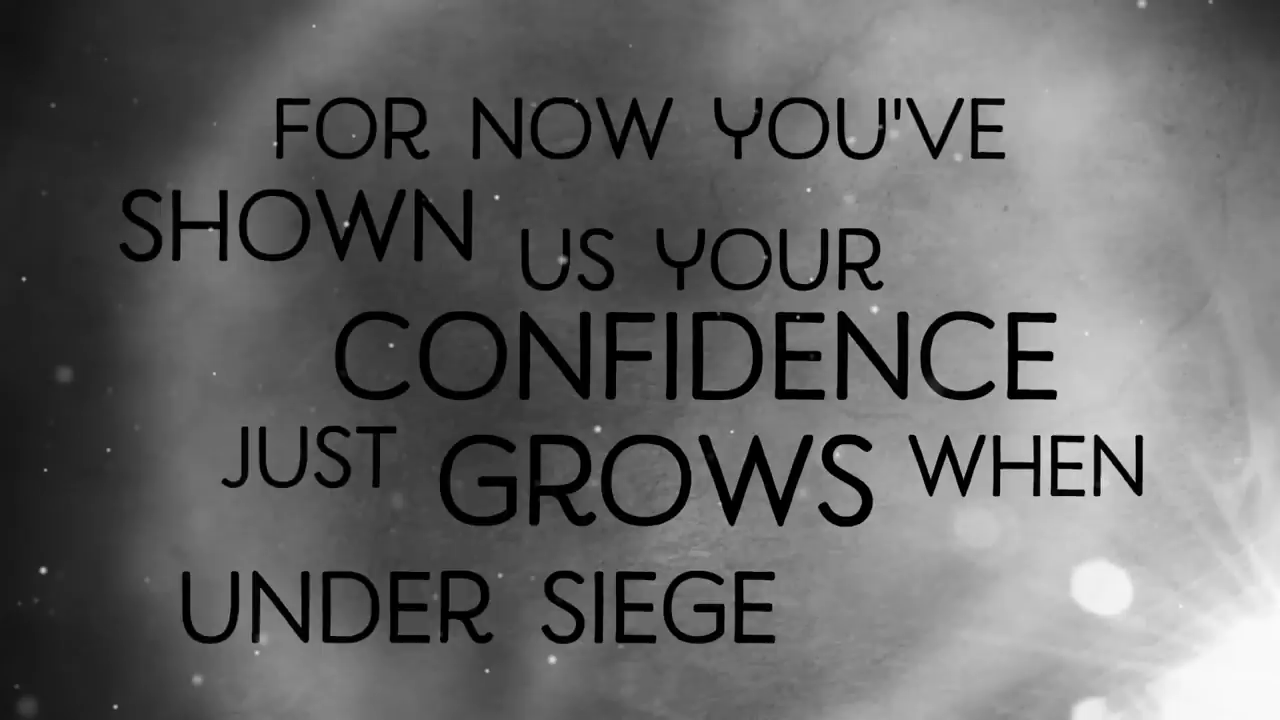 FOR NOW YOU'VE
SHOWN US YOUR
CONFIDENCE
JUST GROWS WHEN
UNDER SIEGE